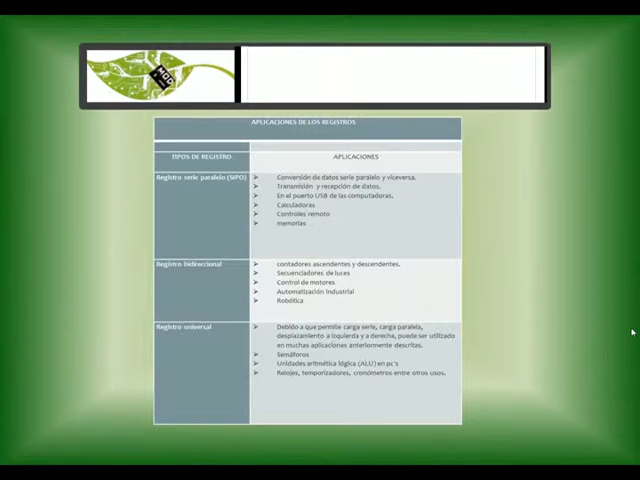 MOD
APLICACIONES DE LOS REGISTROS
TIPOS DE REGISTRO
APLICACIONES
Registro serie paralelo (SIPO)
➢ Conversión de datos serie paralelo y viceversa.
➢ Transmisión y recepción de datos.
➢ En el puerto USB de las computadoras.
➢ Calculadoras
➢ Controles remoto
➢ memorias
Registro bidireccional
➢ contadores ascendentes y descendentes.
➢ Secuenciadores de luces
➢ Control de motores
➢ Automatización Industrial
➢ Robótica
Registro universal
➢ Debido a que permite carga serie, carga paralela,
desplazamiento a izquierda y a derecha, puede ser utilizado
en muchas aplicaciones anteriormente descritas.
➢ Semáforos
➢ Unidades aritmética lógica (ALU) en pc's
➢ Relojes, temporizadores, cronómetros entre otros usos.